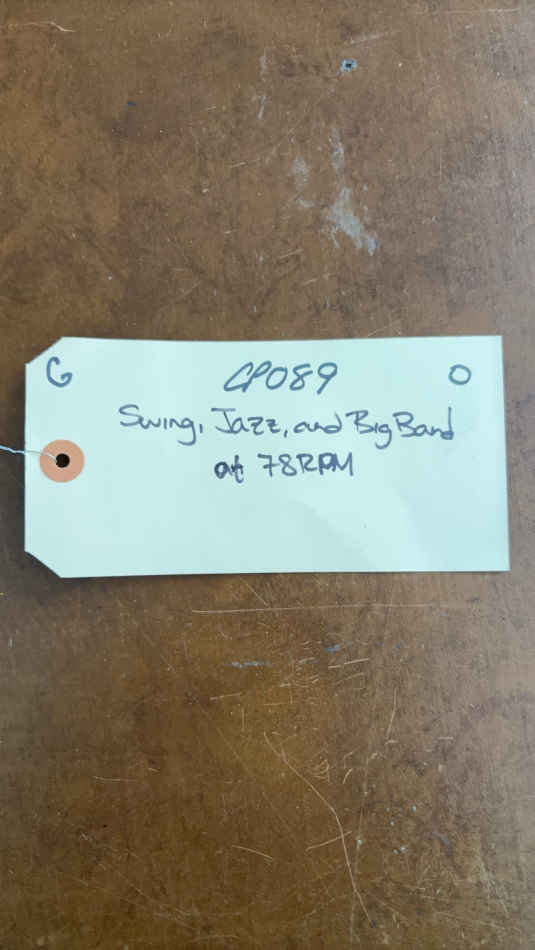 G CP089 O
Swing, Jazz, and Big Band
at 78RPM